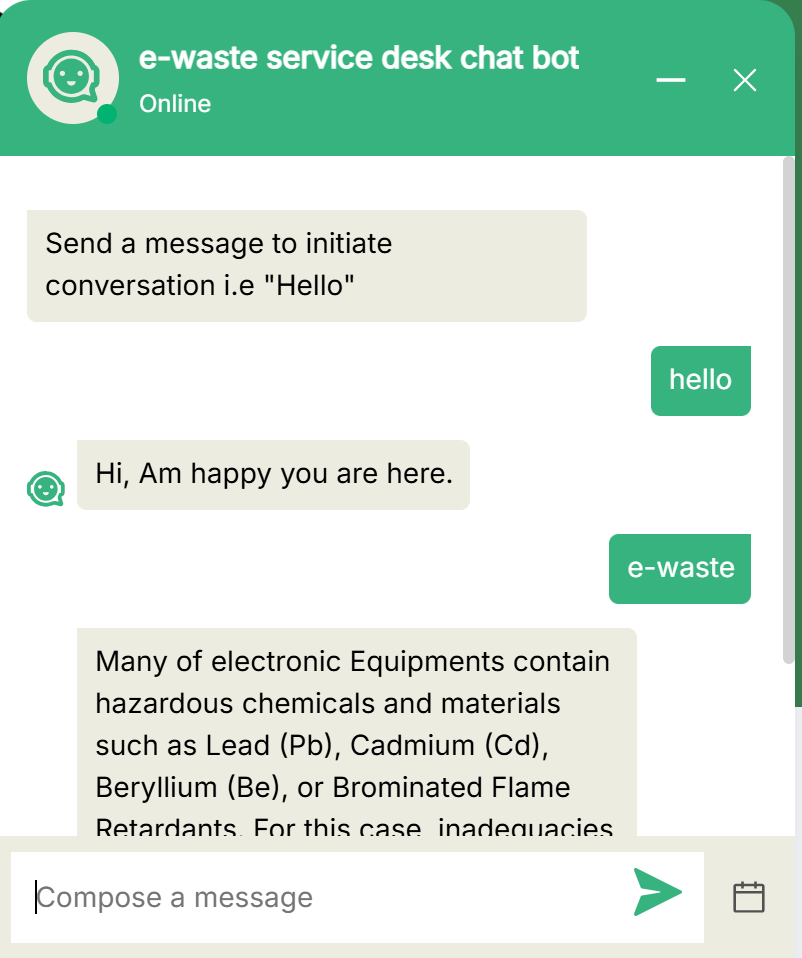 e-waste service desk chat bot
Online
Send a message to initiate
conversation i.e "Hello"
hello
Hi, Am happy you are here.
e-waste
Many of electronic Equipments contain
hazardous chemicals and materials
such as Lead (Pb), Cadmium (Cd),
Beryllium (Be), or Brominated Flame
Retardants. For this case, inadequacies
Compose a message